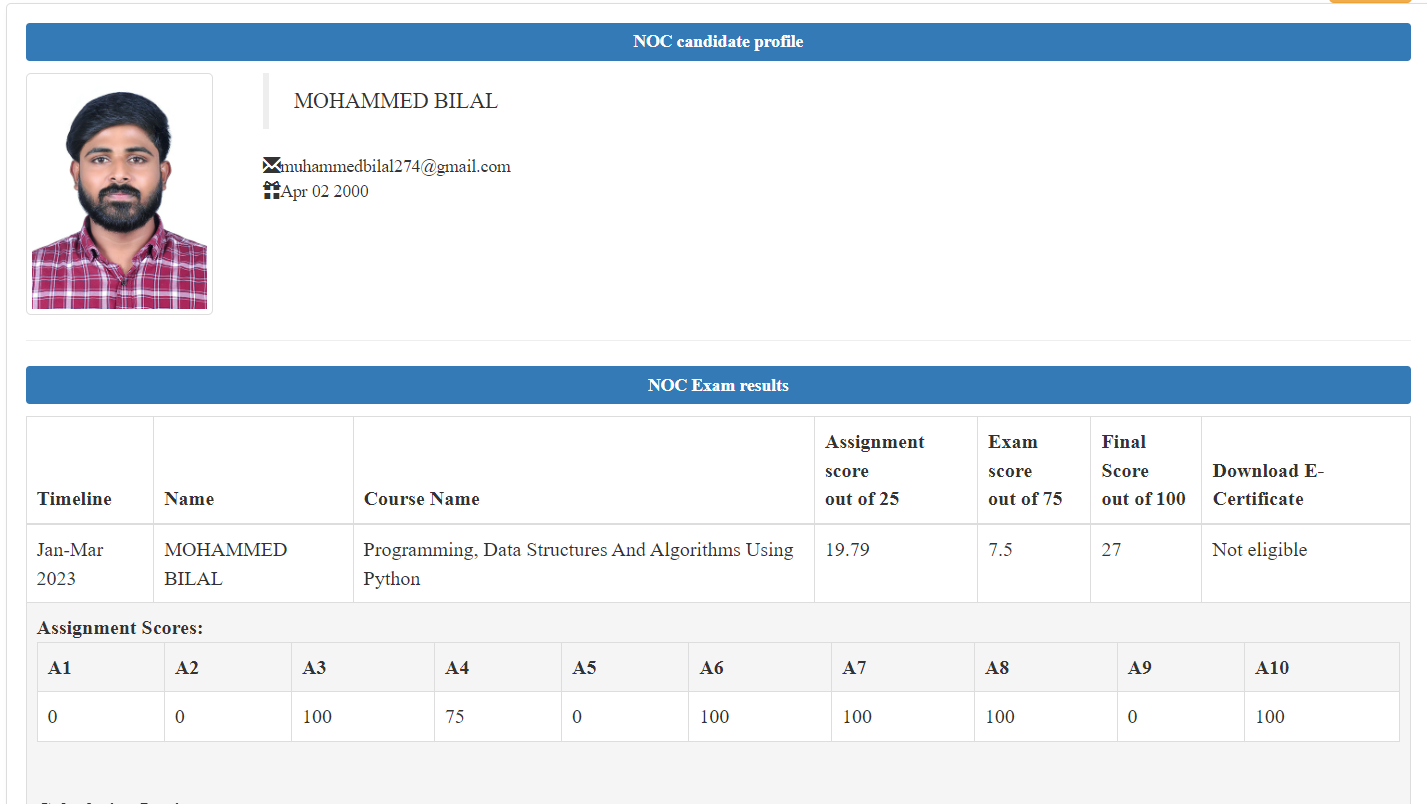 NOC candidate profile
MOHAMMED BILAL
muhammedbilal274@gmail.com
Apr 02 2000
NOC Exam results
Timeline Name Course Name Assignment score out of 25 Exam score out of 75 Final Score out of 100 Download E-Certificate
Jan-Mar 2023 MOHAMMED BILAL Programming, Data Structures And Algorithms Using Python 19.79 7.5 27 Not eligible
Assignment Scores:
A1 A2 A3 A4 A5 A6 A7 A8 A9 A10
0 0 100 75 0 100 100 100 0 100